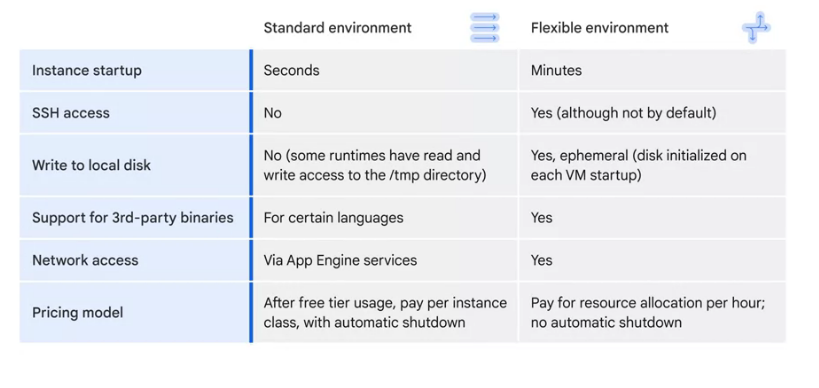 Standard environment
Flexible environment
Instance startup
Seconds
Minutes
SSH access
No
Yes (although not by default)
Write to local disk
No (some runtimes have read and
write access to the /tmp directory)
Yes, ephemeral (disk initialized on
each VM startup)
Support for 3rd-party binaries
For certain languages
Yes
Network access
Via App Engine services
Yes
Pricing model
After free tier usage, pay per instance
class, with automatic shutdown
Pay for resource allocation per hour;
no automatic shutdown